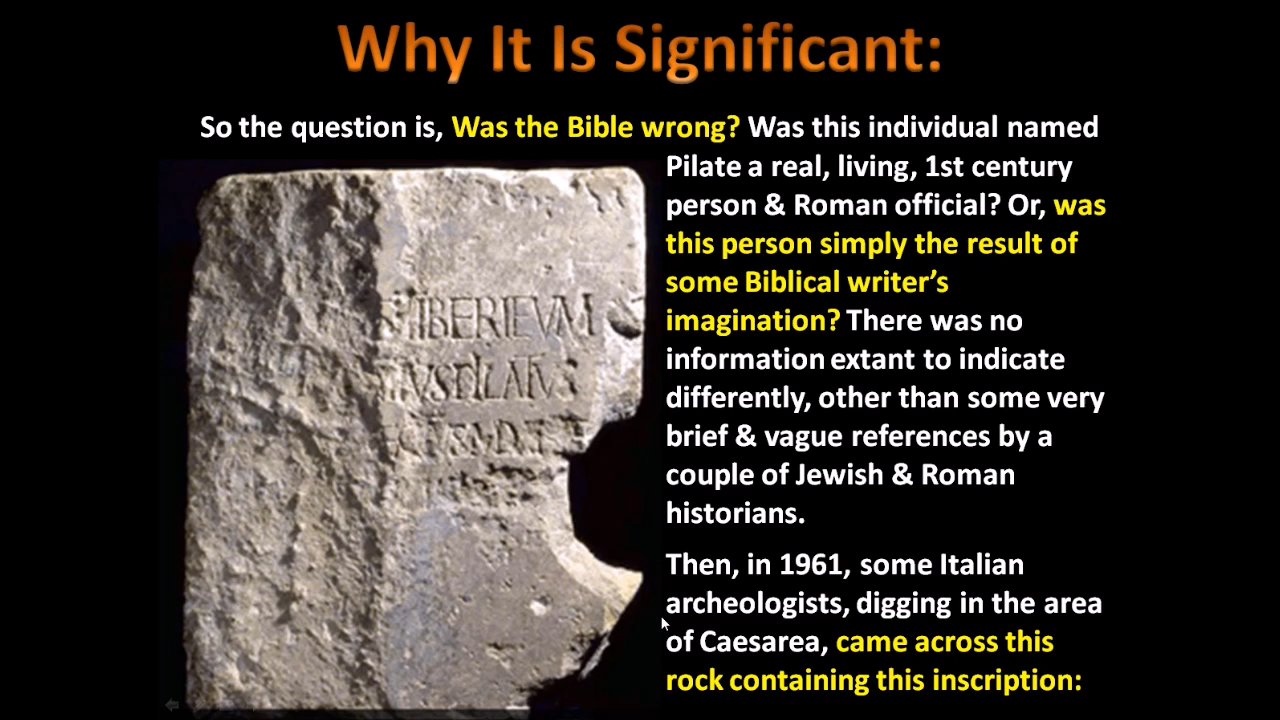 Why It Is Significant:
So the question is, Was the Bible wrong? Was this individual named
Pilate a real, living, 1st century
person & Roman official? Or, was
this person simply the result of
some Biblical writer's
imagination? There was no
information extant to indicate
differently, other than some very
brief & vague references by a
couple of Jewish & Roman
historians.
Then, in 1961, some Italian
archeologists, digging in the area
of Caesarea, came across this
rock containing this inscription:
IBERIEVM
IVSPILATVS